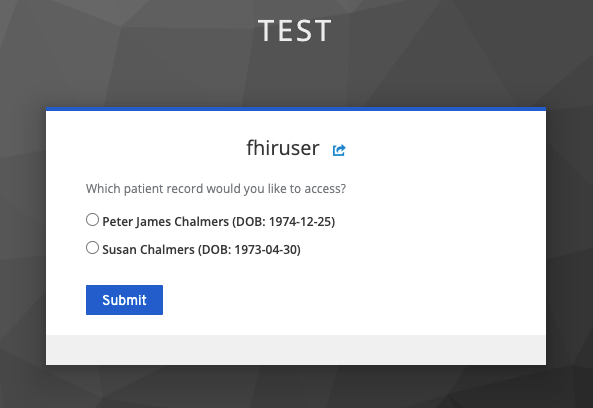 TEST
fhiruser
Which patient record would you like to access?
Peter James Chalmers (DOB: 1974-12-25)
Susan Chalmers (DOB: 1973-04-30)
Submit